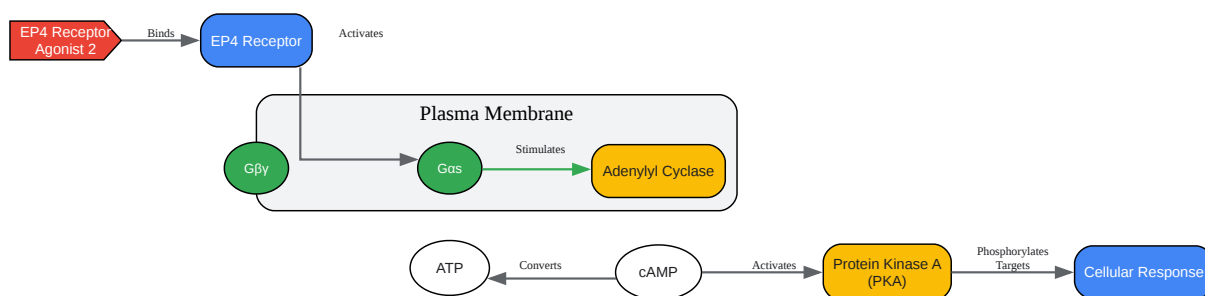 EP4 Receptor
Agonist 2
Binds
EP4 Receptor
Activates
Plasma Membrane
Gβγ
Gαs
Stimulates
Adenylyl Cyclase
ATP
Converts
cAMP
Activates
Protein Kinase A
(PKA)
Phosphorylates
Targets
Cellular Response